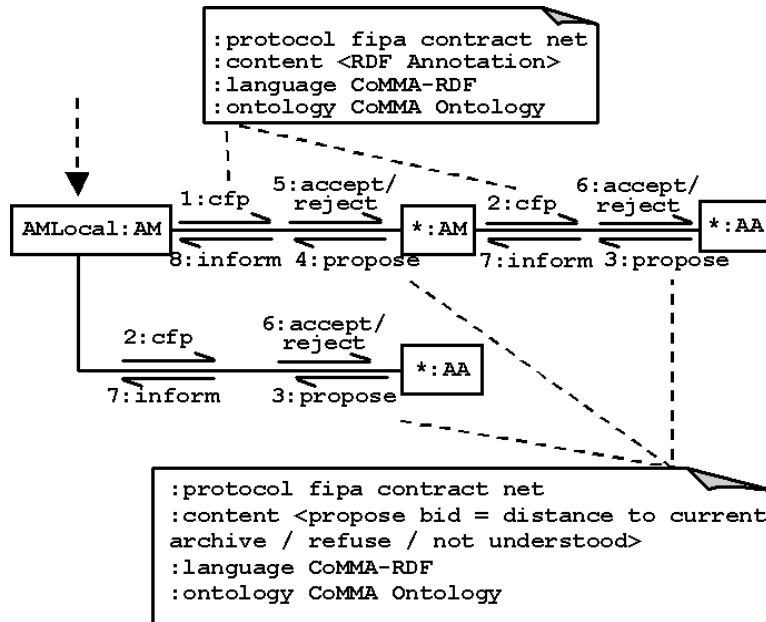 :protocol fipa contract net
:content <RDF Annotation>
:language CoMMA-RDF
:ontology CoMMA Ontology
1:cfp
5:accept/
reject
2:cfp
6:accept/
reject
AMLocal:AM
*:AM
*:AA
8:inform
4:propose
7:inform
3:propose
2:cfp
6:accept/
reject
*:AA
7:inform
3:propose
:protocol fipa contract net
:content <propose bid = distance to current
archive / refuse / not understood>
:language CoMMA-RDF
:ontology CoMMA Ontology